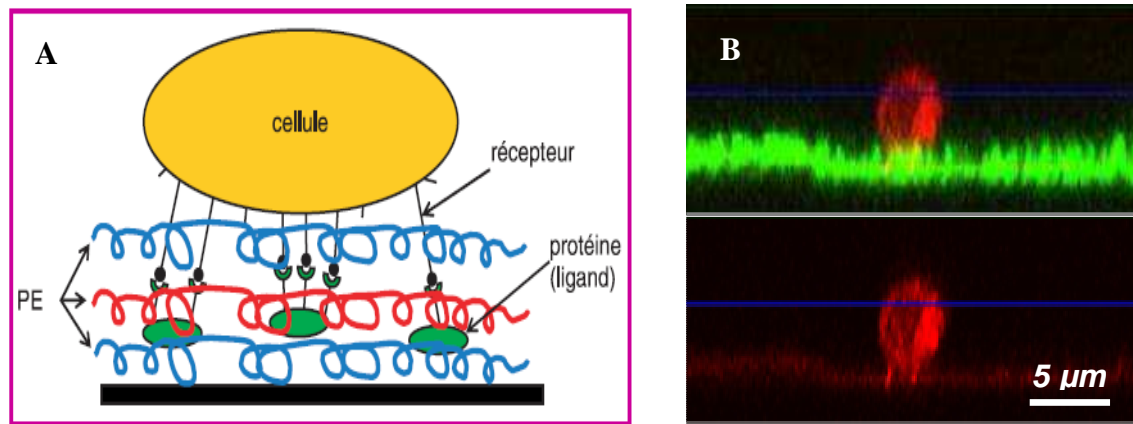 A
cellule
récepteur
protéine
(ligand)
PE
B
5 µm